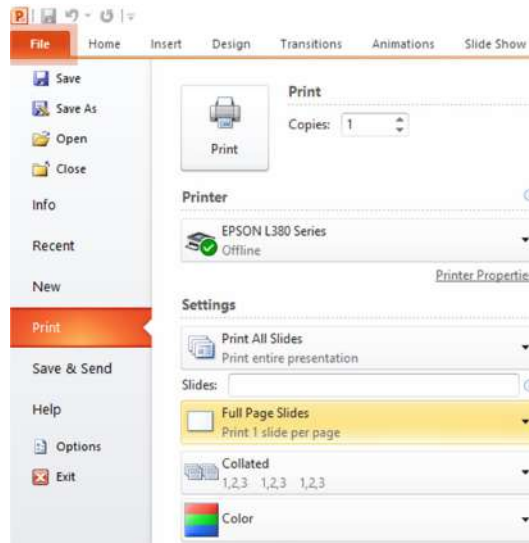 P
File Home Insert Design Transitions Animations Slide Show
Save
Save As
Open
Close
Info
Recent
New
Print
Save & Send
Help
Options
Exit
Print
Print
Copies: 1
Printer
EPSON L380 Series
Offline
Printer Propertie
Settings
Print All Slides
Print entire presentation
Slides:
Full Page Slides
Print 1 slide per page
Collated
1,2,3 1,2,3 1,2,3
Color